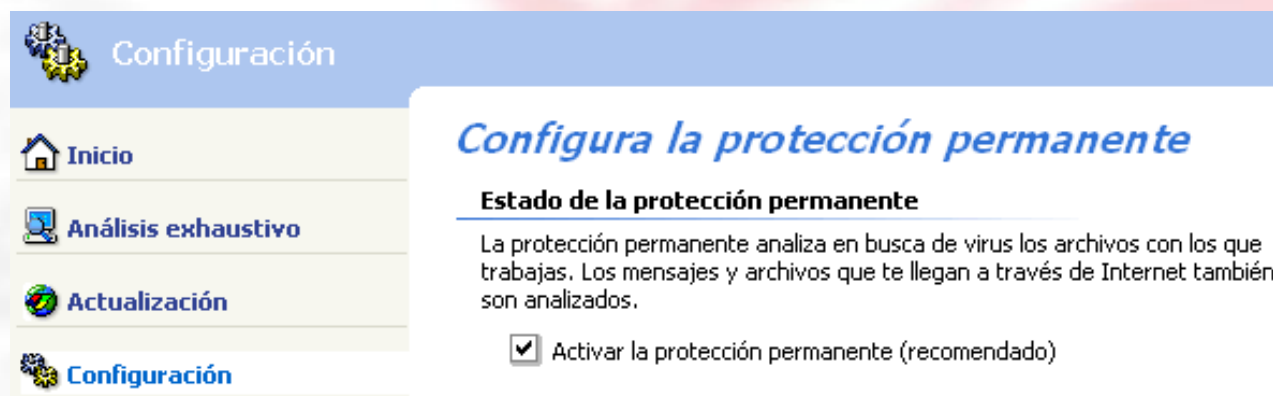 Configuración
Inicio
Análisis exhaustivo
Actualización
Configuración
Configura la protección permanente
Estado de la protección permanente
La protección permanente analiza en busca de virus los archivos con los que
trabajas. Los mensajes y archivos que te llegan a través de Internet también
son analizados.
Activar la protección permanente (recomendado)